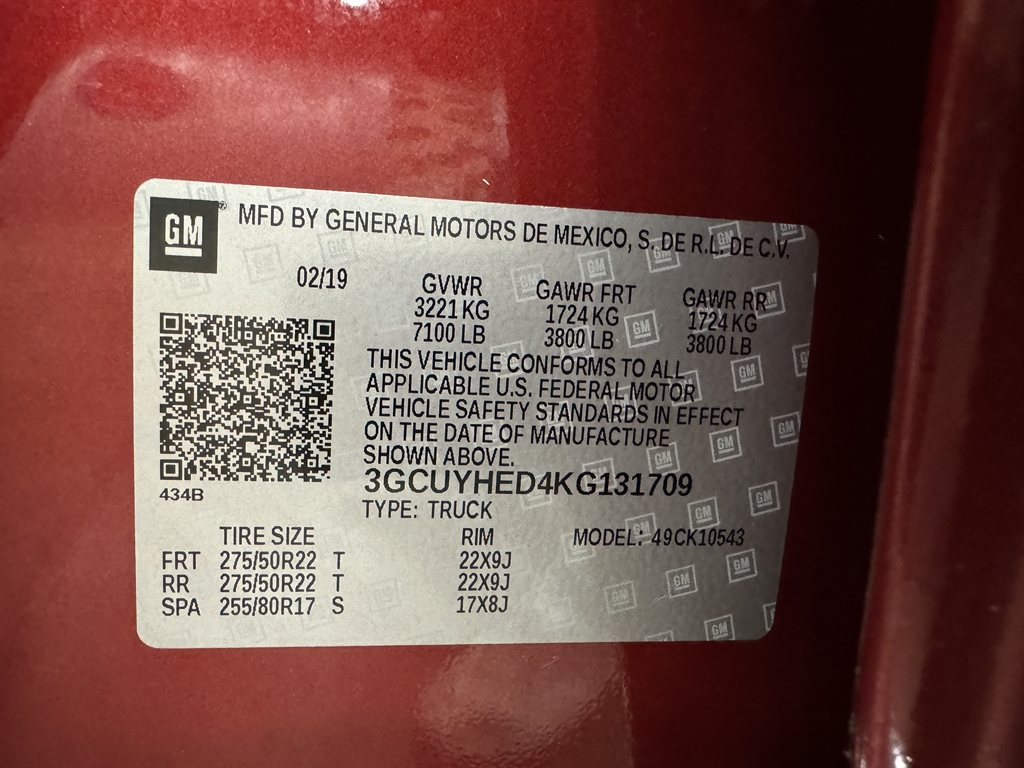 GM ® MFD BY GENERAL MOTORS DE MEXICO, S. DE R.L. DE C.V.
02/19 GVWR GAWR FRT GAWR RR
3221 KG 1724 KG 1724 KG
7100 LB 3800 LB 3800 LB
THIS VEHICLE CONFORMS TO ALL
APPLICABLE U.S. FEDERAL MOTOR
VEHICLE SAFETY STANDARDS IN EFFECT
ON THE DATE OF MANUFACTURE
SHOWN ABOVE.
434B 3GCUYHED4KG131709
TYPE: TRUCK
TIRE SIZE RIM MODEL: 49CK10543
FRT 275/50R22 T 22X9J
RR 275/50R22 T 22X9J
SPA 255/80R17 S 17X8J